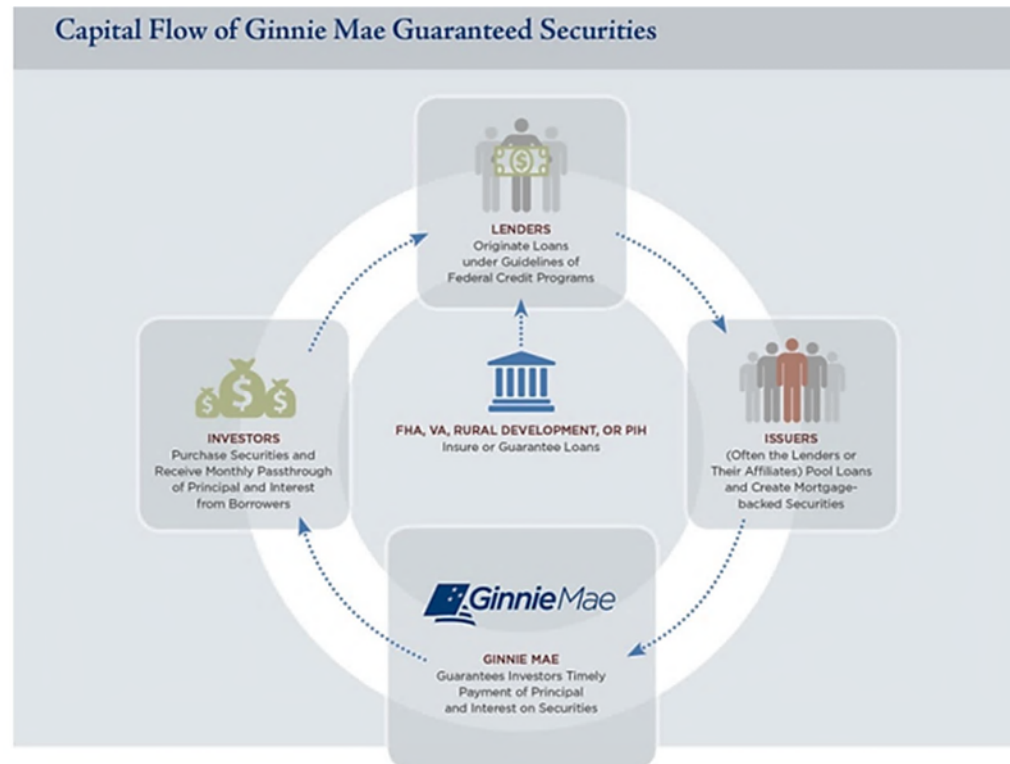 Capital Flow of Ginnie Mae Guaranteed Securities
LENDERS
Originate Loans
under Guidelines of
Federal Credit Programs
FHA, VA, RURAL DEVELOPMENT, OR PIH
Insure or Guarantee Loans
INVESTORS
Purchase Securities and
Receive Monthly Passthrough
of Principal and Interest
from Borrowers
ISSUERS
(Often the Lenders or
Their Affiliates) Pool Loans
and Create Mortgage-
backed Securities
GinnieMae
GINNIE MAE
Guarantees Investors Timely
Payment of Principal
and Interest on Securities